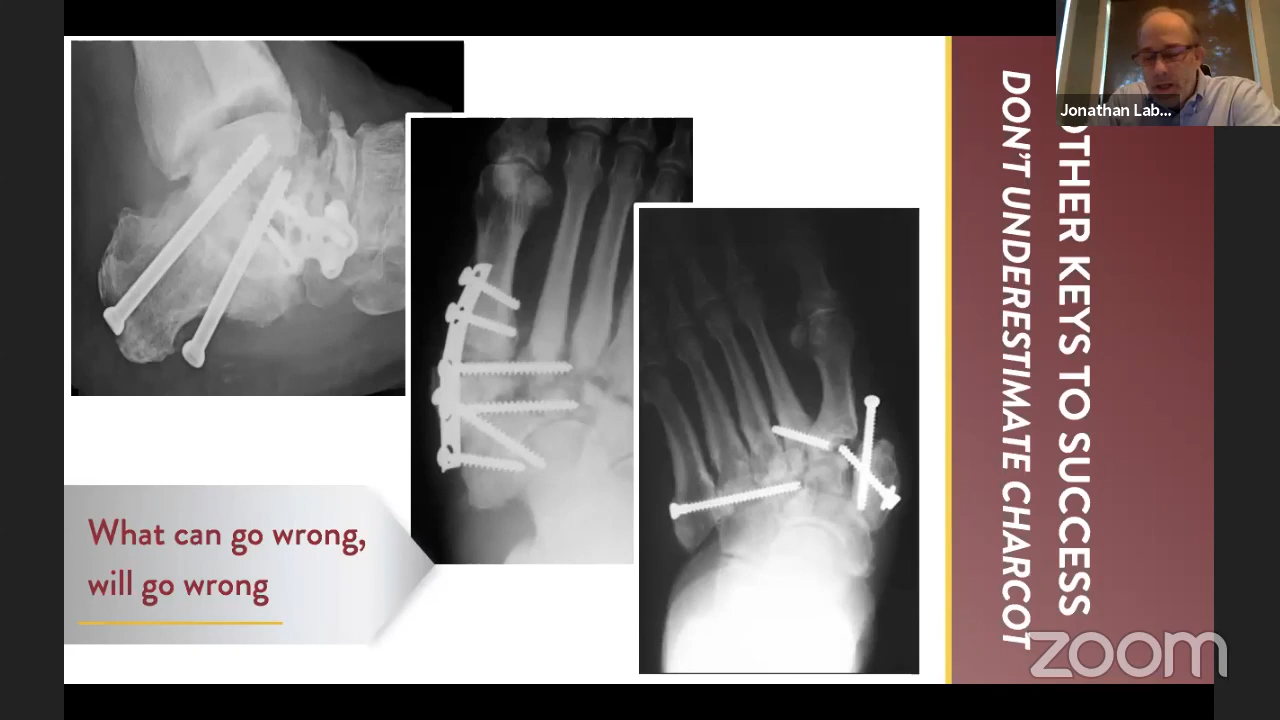 Jonathan Lab...
OTHER KEYS TO SUCCESS
DON'T UNDERESTIMATE CHARCOT
What can go wrong,
will go wrong
zoom